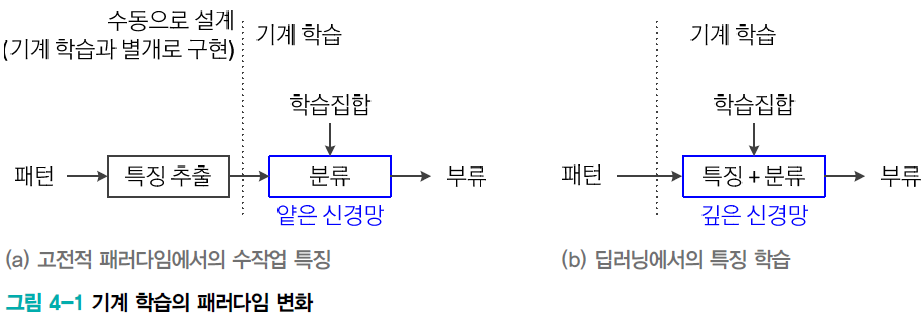 수동으로 설계
(기계 학습과 별개로 구현)
기계 학습
학습집합
패턴
특징 추출
분류
부류
얕은 신경망
(a) 고전적 패러다임에서의 수작업 특징
기계 학습
학습집합
패턴
특징 + 분류
부류
깊은 신경망
(b) 딥러닝에서의 특징 학습
그림 4-1 기계 학습의 패러다임 변화